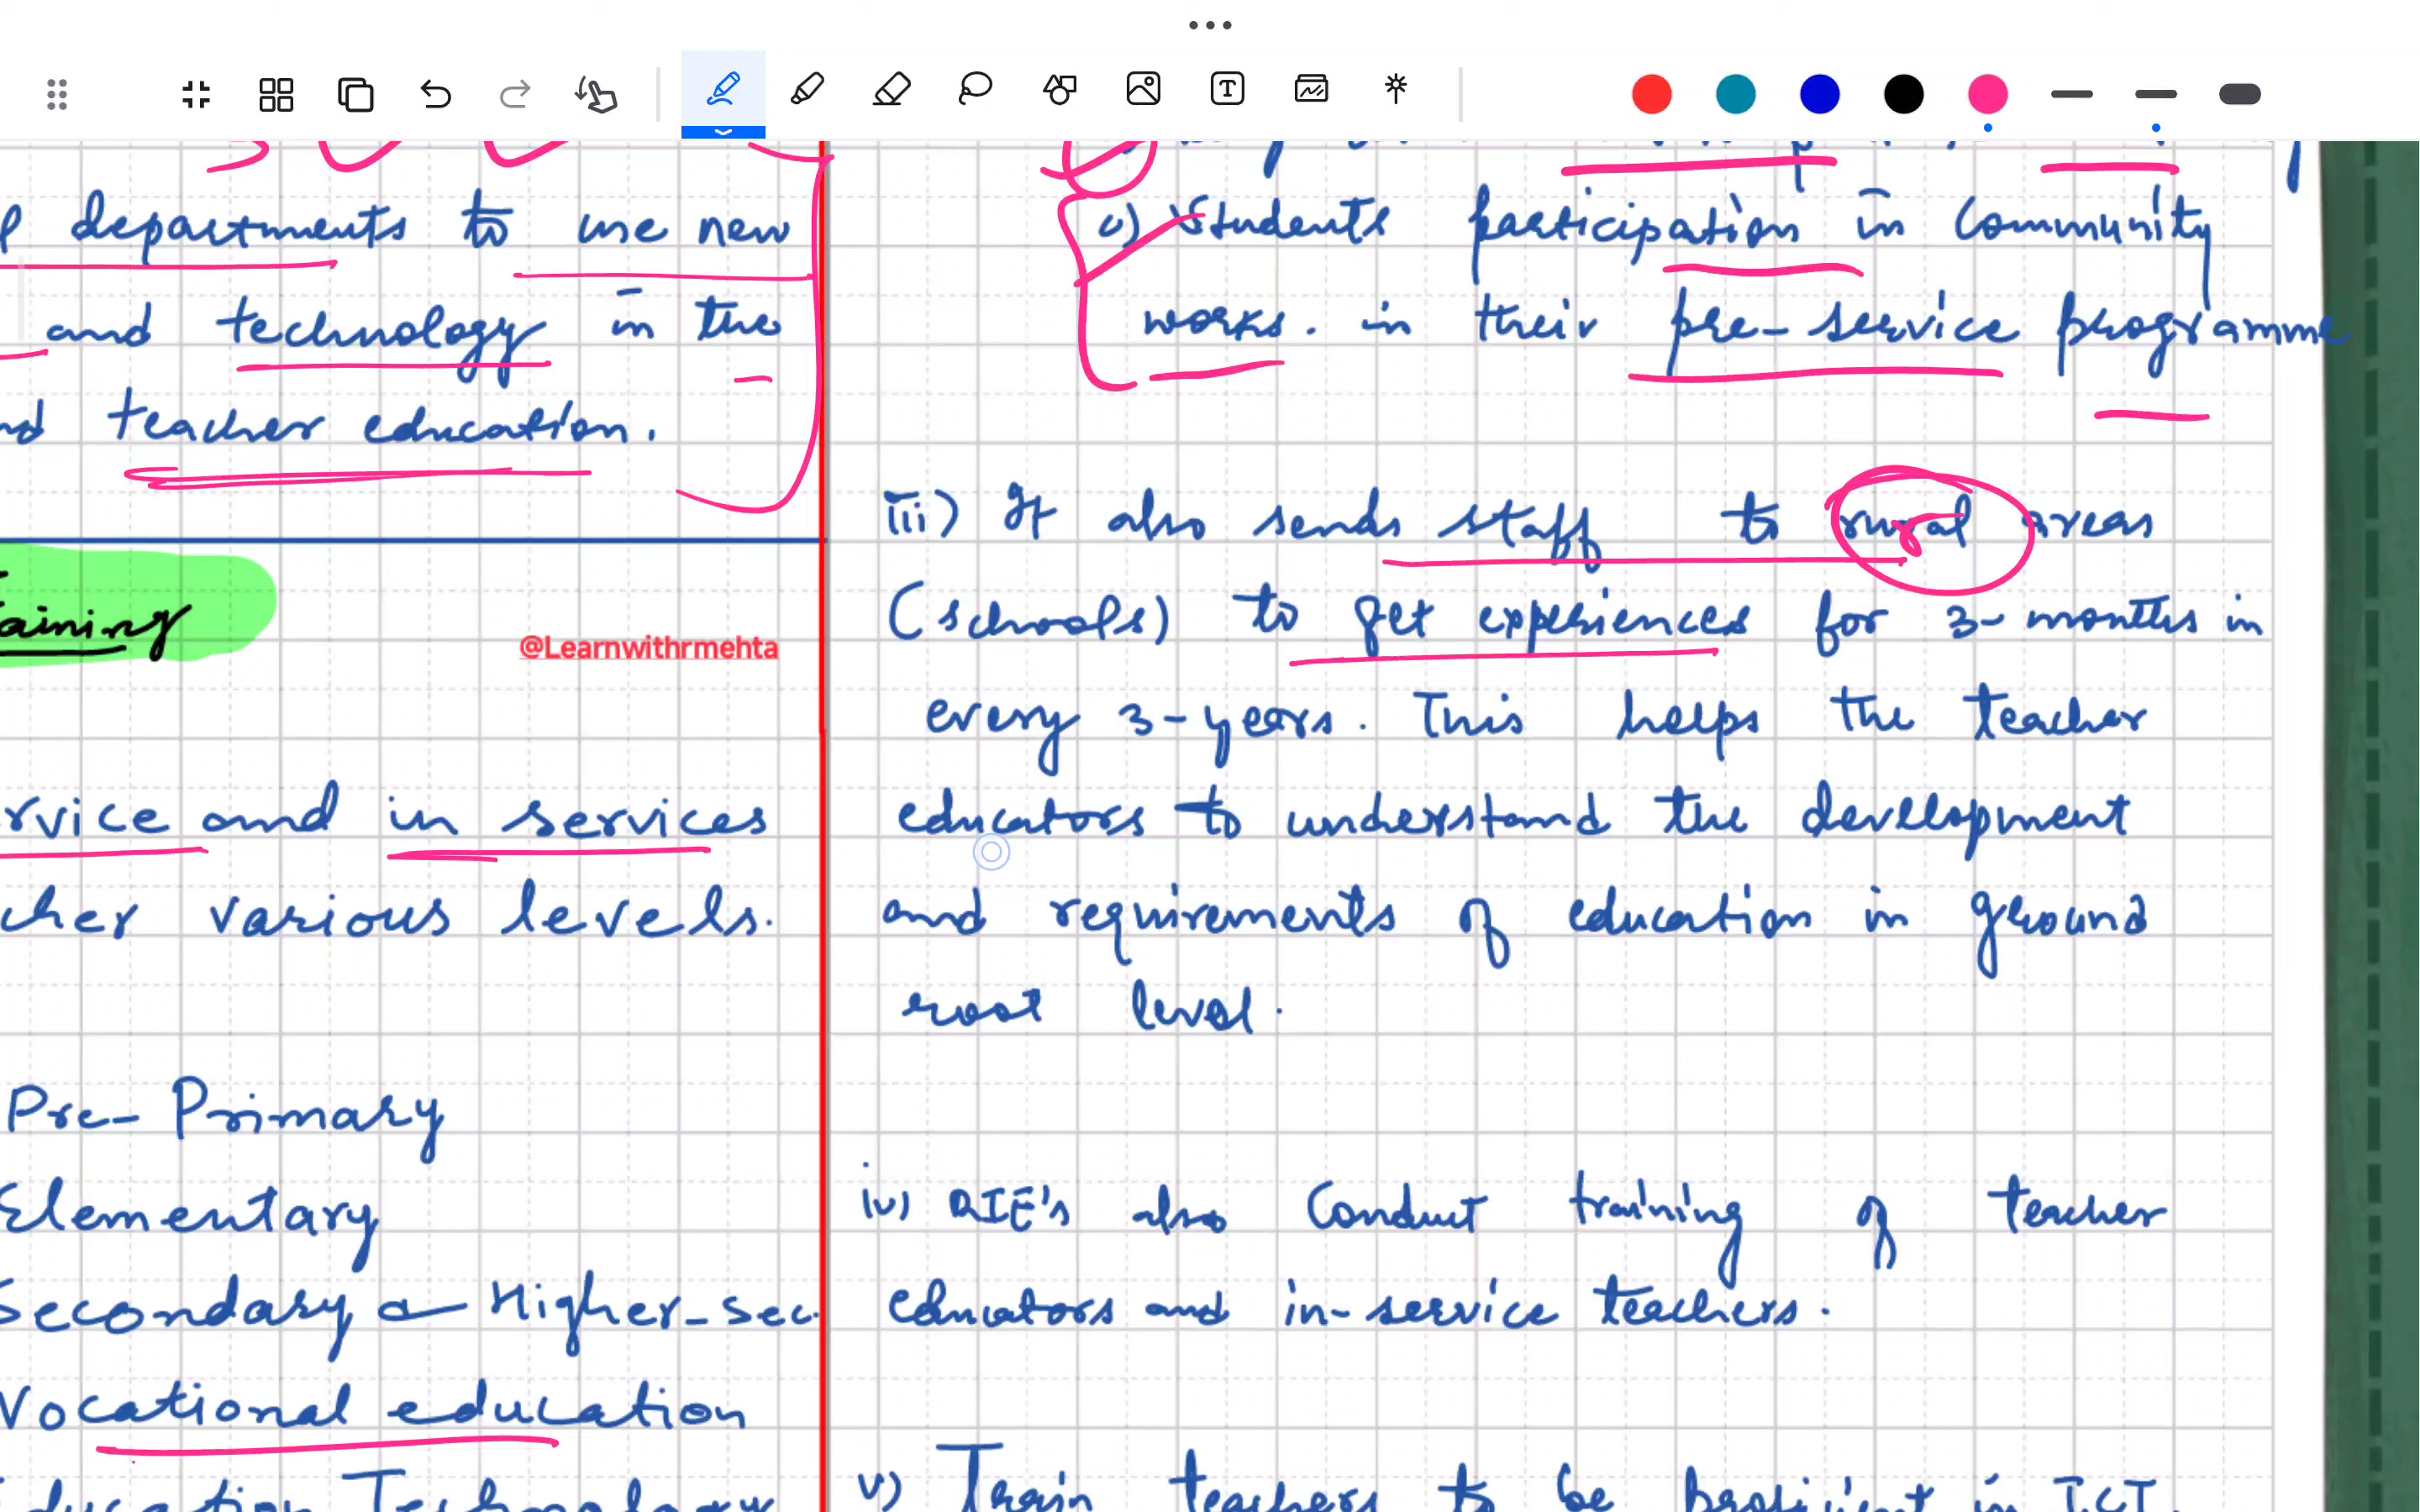 departments to use new
and technology in the
teacher education.
aining
@Learnwithrmehta
rvice and in services
cher various levels.
Pre-Primary
Elementary
Secondary & Higher-sec.
Vocational education
Education Technology
c) Students participation in Community
works. in their pre-service programme
iii) It also sends staff to rural areas
(schools) to get experiences for 3-months in
every 3-years. This helps the teacher
educators to understand the development
and requirements of education in ground
root level.
iv) RIE's also Conduct training of teacher
educators and in-service teachers.
v) Train teachers to be proficient in ICT.